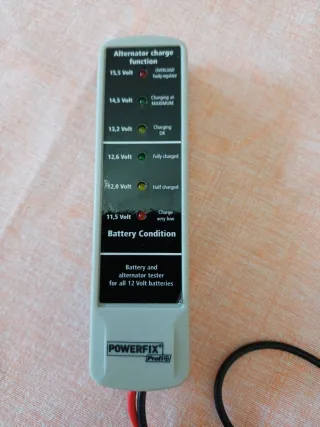 Alternator charge
function
15,5 Volt OVERLOAD
14,5 Volt Charging at
MAXIMUM
13,2 Volt Charging
OK
12,6 Volt Fully charged
12,0 Volt Half charged
11,5 Volt Charge
very low
Battery Condition
Battery and
alternator tester
for all 12 Volt batteries
POWERFIX®
Profi+